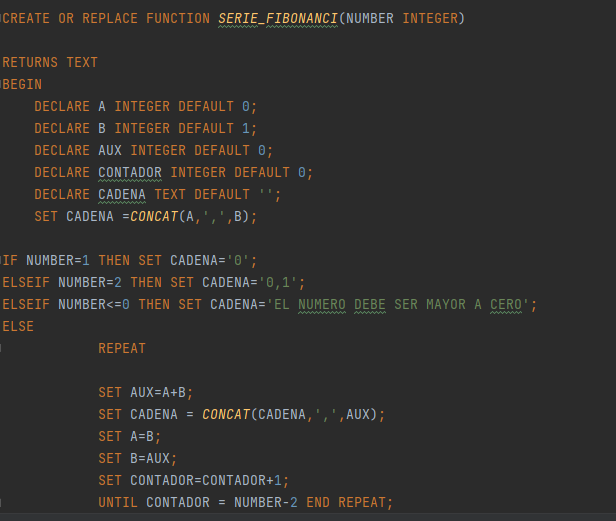 CREATE OR REPLACE FUNCTION SERIE_FIBONANCI(NUMBER INTEGER)
RETURNS TEXT
BEGIN
DECLARE A INTEGER DEFAULT 0;
DECLARE B INTEGER DEFAULT 1;
DECLARE AUX INTEGER DEFAULT 0;
DECLARE CONTADOR INTEGER DEFAULT 0;
DECLARE CADENA TEXT DEFAULT '';
SET CADENA =CONCAT(A,',',B);
IF NUMBER=1 THEN SET CADENA='0';
ELSEIF NUMBER=2 THEN SET CADENA='0,1';
ELSEIF NUMBER<=0 THEN SET CADENA='EL NUMERO DEBE SER MAYOR A CERO';
ELSE
REPEAT
SET AUX=A+B;
SET CADENA = CONCAT(CADENA,',',AUX);
SET A=B;
SET B=AUX;
SET CONTADOR=CONTADOR+1;
UNTIL CONTADOR = NUMBER-2 END REPEAT;